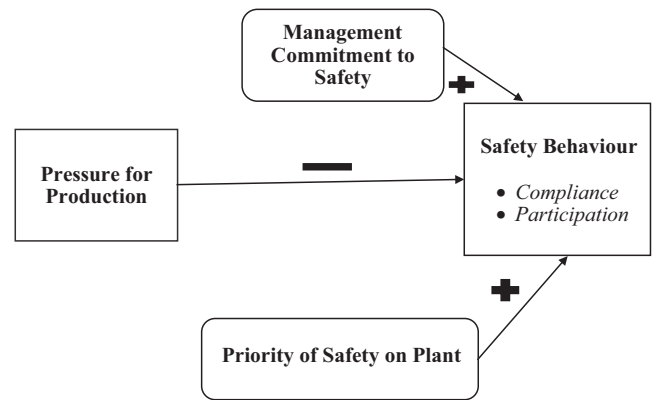 Management
Commitment to
Safety
Pressure for
Production
Safety Behaviour
• Compliance
• Participation
Priority of Safety on Plant